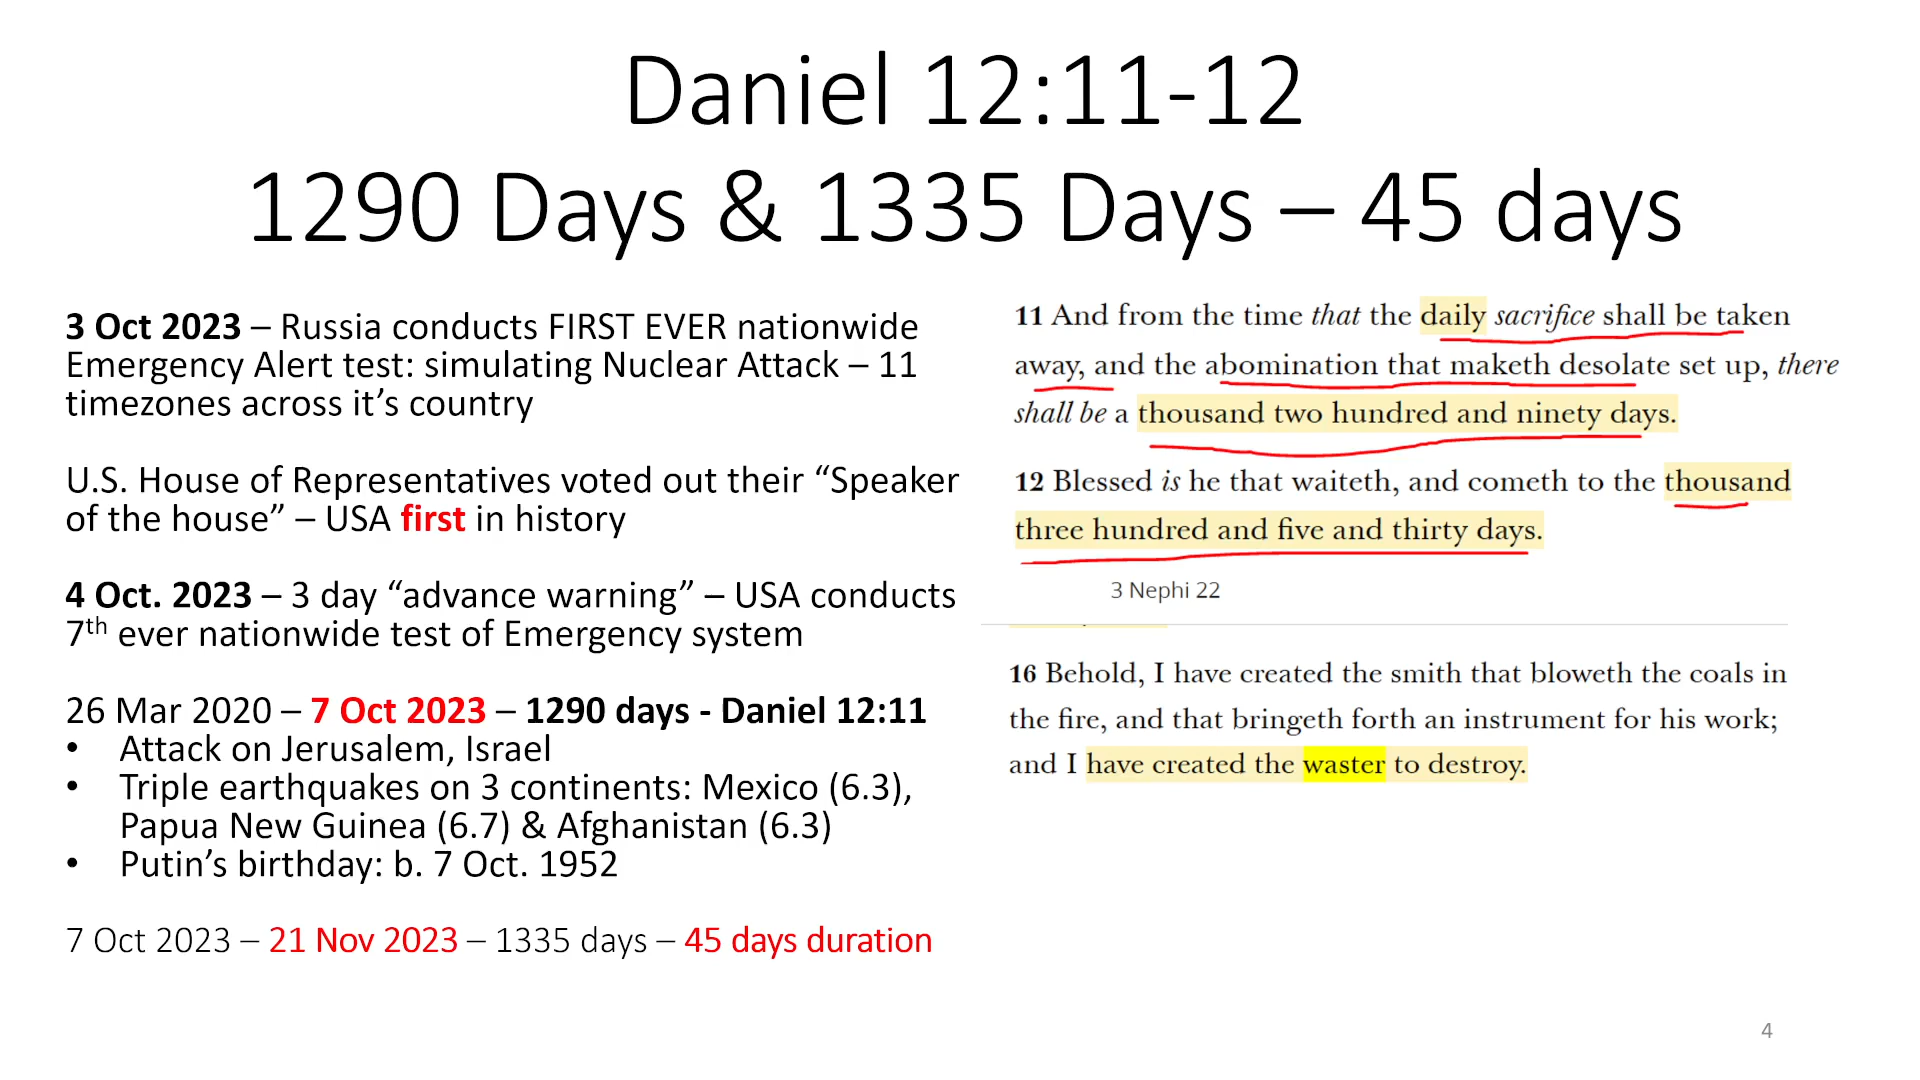 Daniel 12:11-12
1290 Days & 1335 Days – 45 days
3 Oct 2023 – Russia conducts FIRST EVER nationwide
Emergency Alert test: simulating Nuclear Attack – 11
timezones across it’s country
U.S. House of Representatives voted out their “Speaker
of the house” – USA first in history
4 Oct. 2023 – 3 day “advance warning” – USA conducts
7th ever nationwide test of Emergency system
26 Mar 2020 – 7 Oct 2023 – 1290 days - Daniel 12:11
• Attack on Jerusalem, Israel
• Triple earthquakes on 3 continents: Mexico (6.3),
Papua New Guinea (6.7) & Afghanistan (6.3)
• Putin’s birthday: b. 7 Oct. 1952
7 Oct 2023 – 21 Nov 2023 – 1335 days – 45 days duration
11 And from the time that the daily sacrifice shall be taken
away, and the abomination that maketh desolate set up, there
shall be a thousand two hundred and ninety days.
12 Blessed is he that waiteth, and cometh to the thousand
three hundred and five and thirty days.
3 Nephi 22
16 Behold, I have created the smith that bloweth the coals in
the fire, and that bringeth forth an instrument for his work;
and I have created the waster to destroy.
4